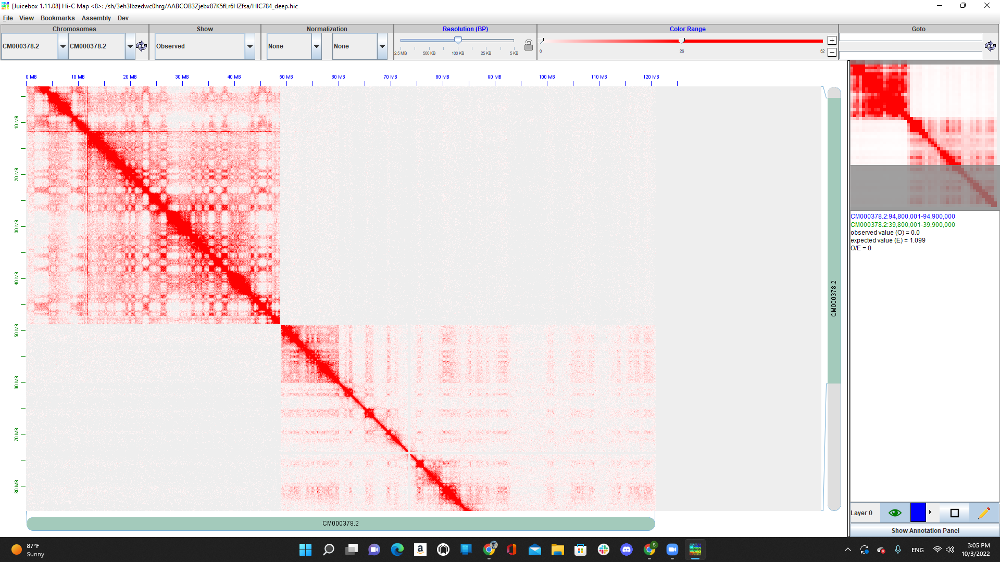 [Juicebox 1.11.08] Hi-C Map <8>: /sh/3eh3lbzedwc0hrg/AABCOB3Zjebx87K5fLr6HZfsa/HIC784_deep.hic
File View Bookmarks Assembly Dev
Chromosomes Show Normalization Resolution (BP) Color Range Goto
CM000378.2 CM000378.2 Observed None None
2.5 MB 500 KB 100 KB 25 KB 5 KB
0 26 52
0 MB 10 MB 20 MB 30 MB 40 MB 50 MB 60 MB 70 MB 80 MB 90 MB 100 MB 110 MB 120 MB
10 MB
20 MB
30 MB
40 MB
50 MB
60 MB
70 MB
80 MB
CM000378.2
CM000378.2
CM000378.2:94,800,001-94,900,000
CM000378.2:39,800,001-39,900,000
observed value (O) = 0.0
expected value (E) = 1.099
O/E = 0
Layer 0
Show Annotation Panel
87°F
Sunny
a
S
ENG
3:05 PM
10/3/2022